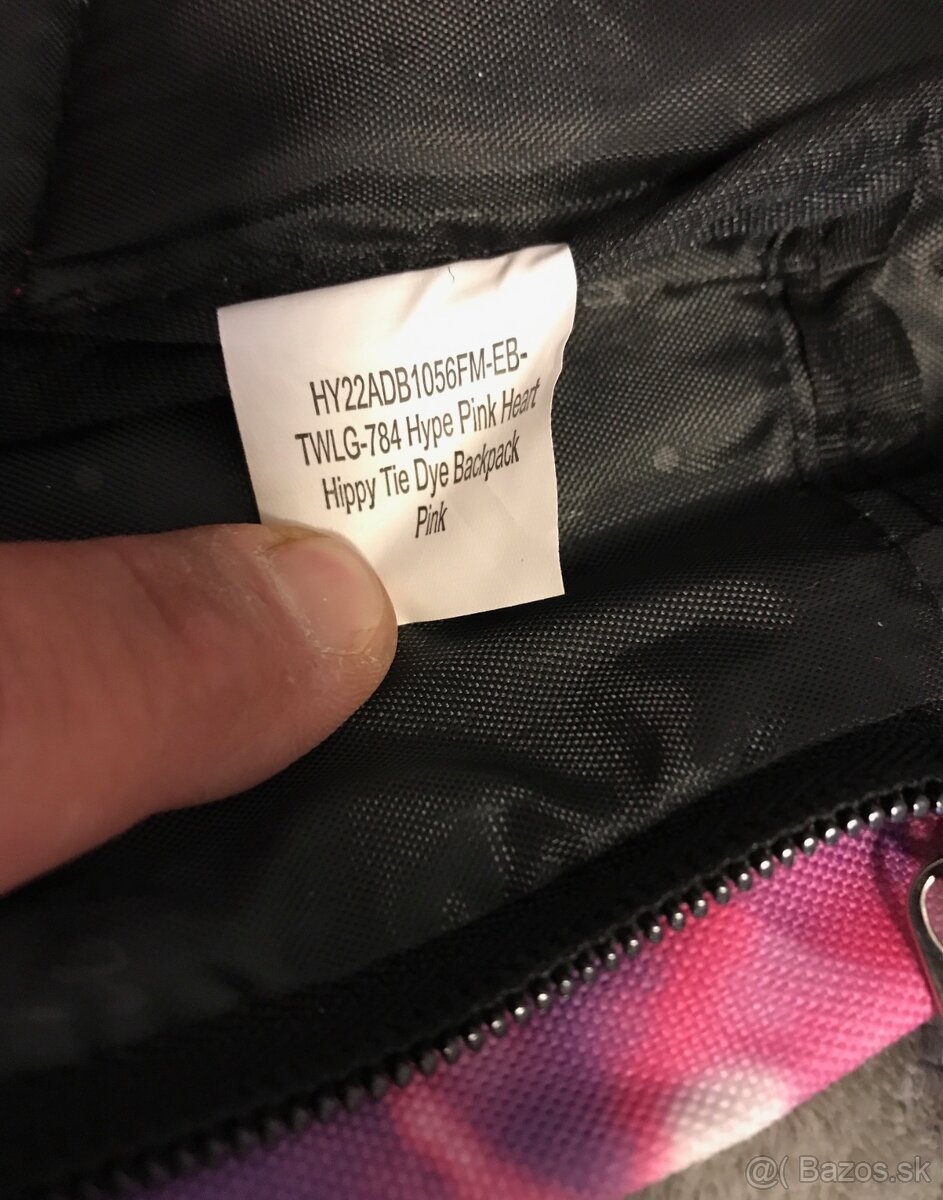 HY22ADB1056FM-EB-
TWLG-784 Hype Pink Heart
Hippy Tie Dye Backpack
Pink
@( Bazos.sk